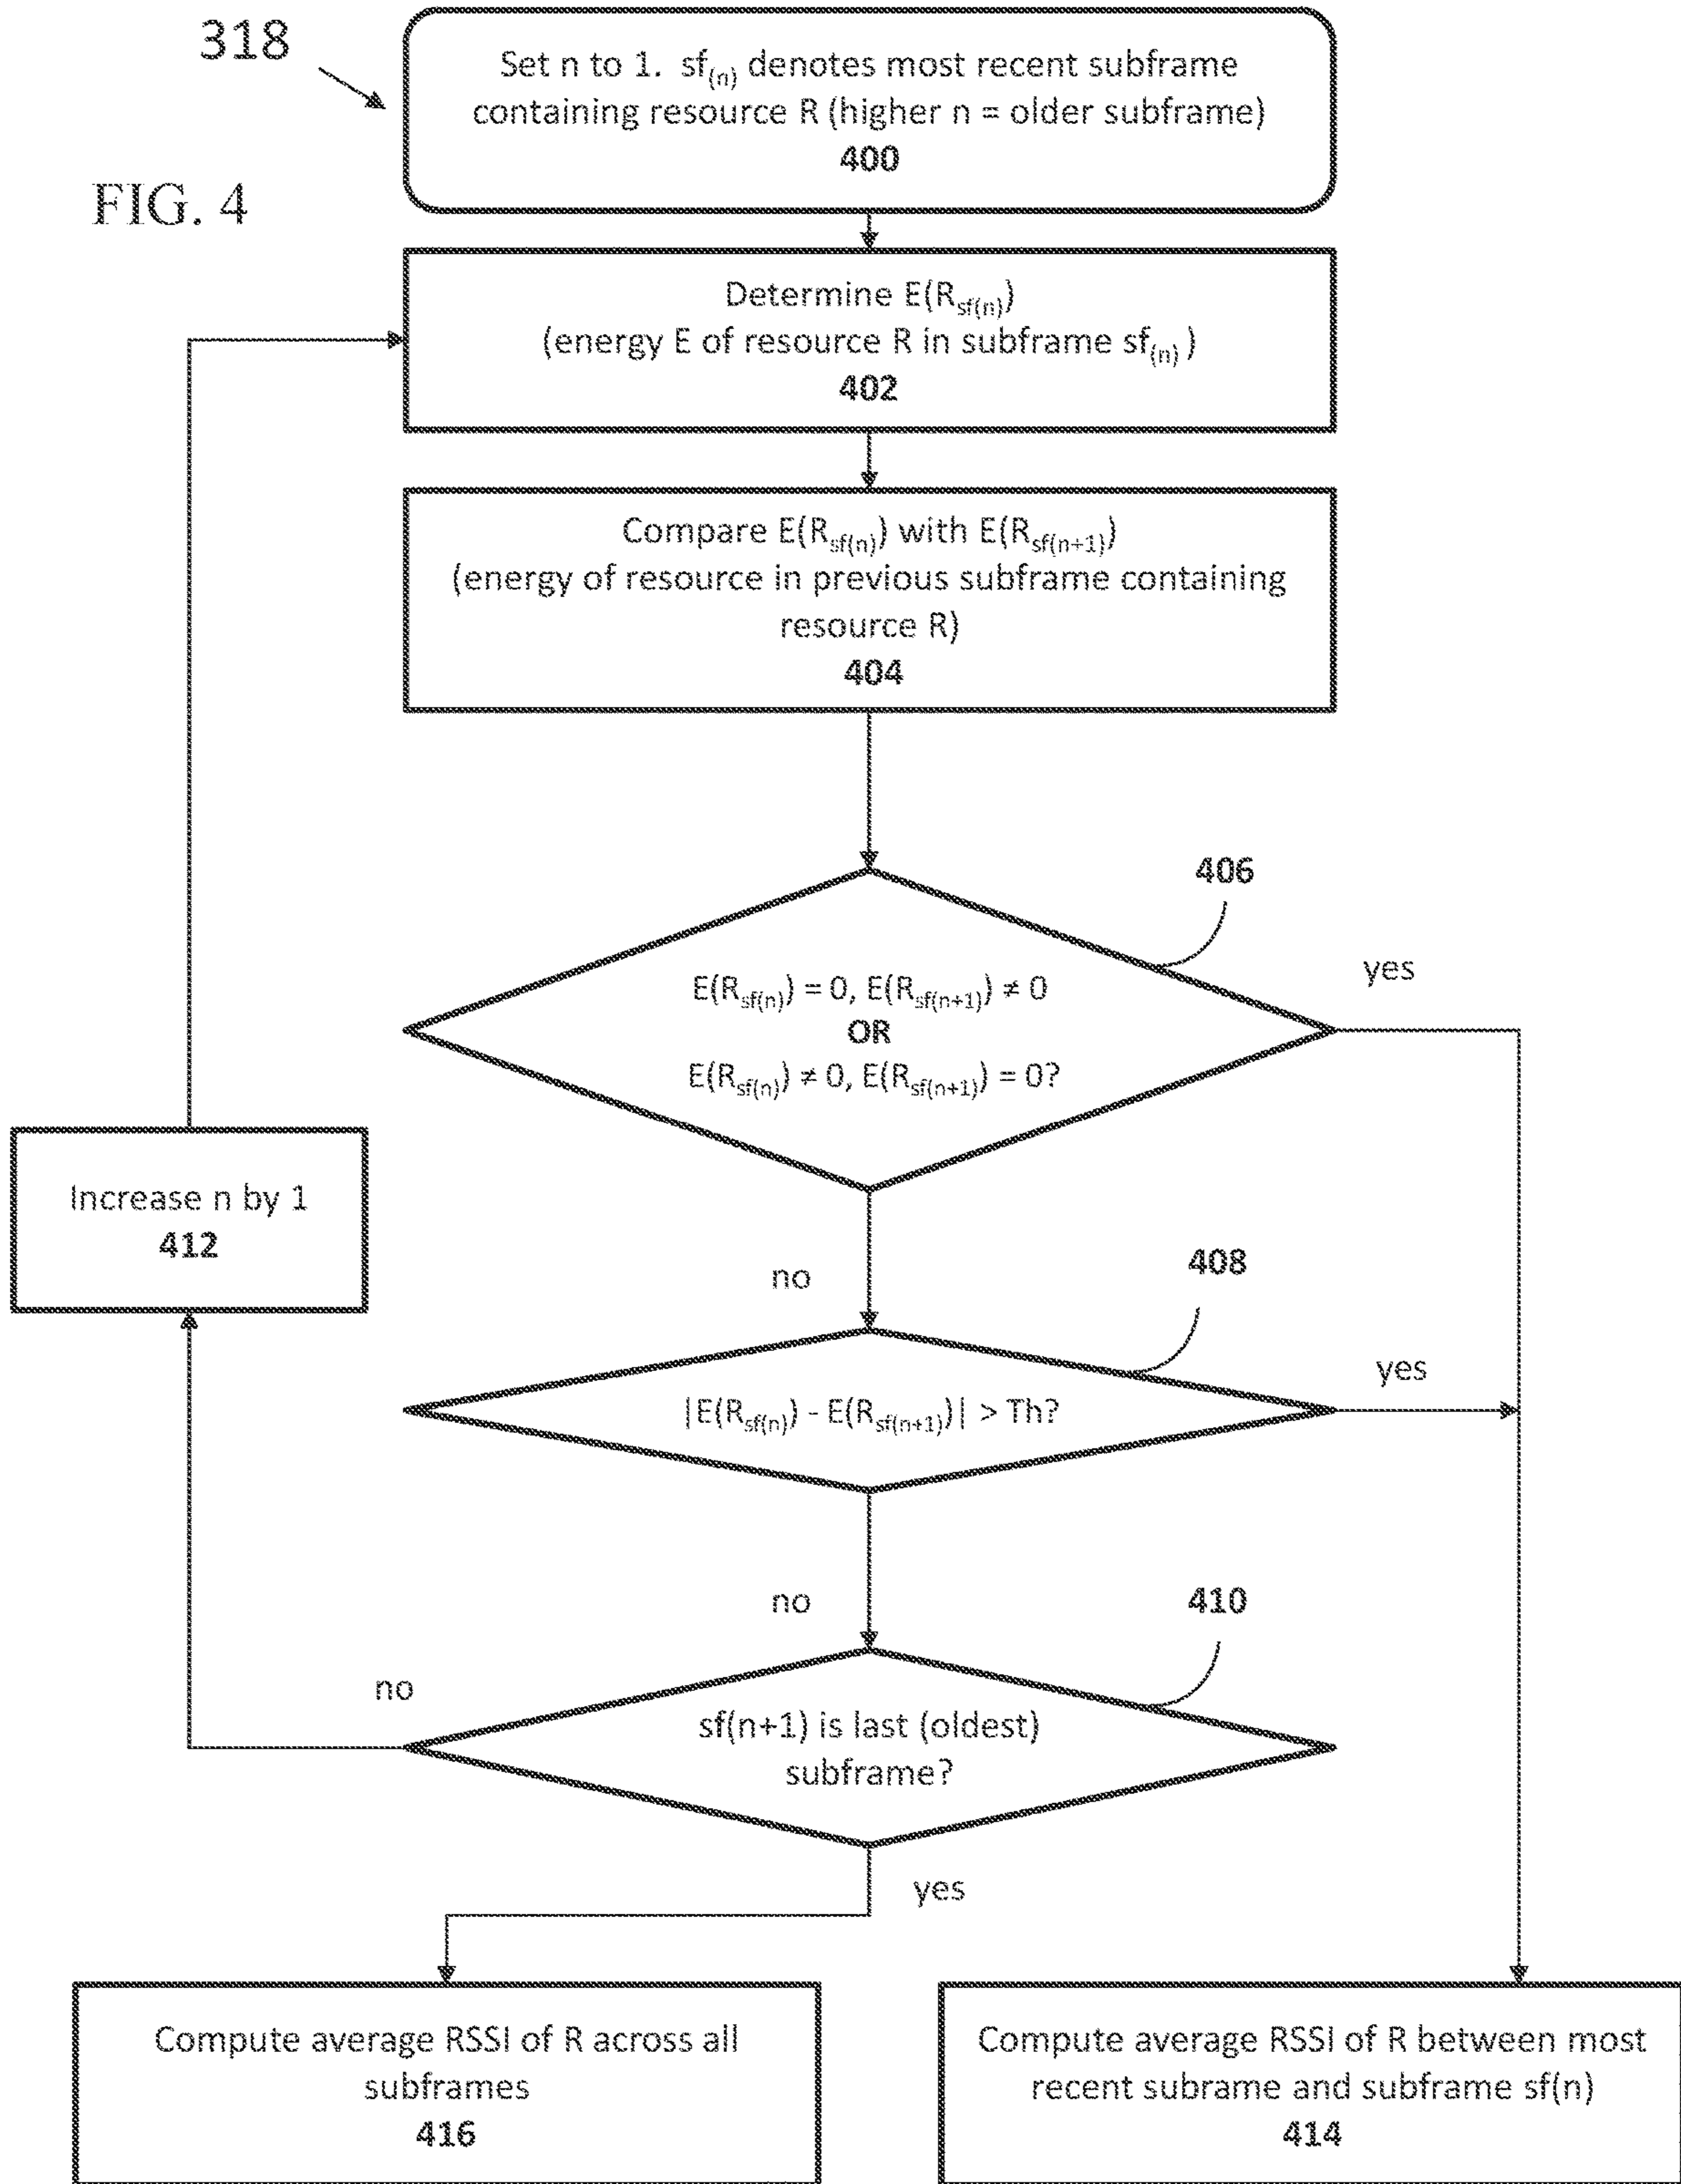 318
FIG. 4
Set n to 1. sf(n) denotes most recent subframe
containing resource R (higher n = older subframe)
400
Determine E(Rsf(n))
(energy E of resource R in subframe sf(n) )
402
Compare E(Rsf(n)) with E(Rsf(n+1))
(energy of resource in previous subframe containing
resource R)
404
406
yes
E(Rsf(n)) = 0, E(Rsf(n+1)) ≠ 0
OR
E(Rsf(n)) ≠ 0, E(Rsf(n+1)) = 0?
Increase n by 1
412
no
408
yes
|E(Rsf(n)) - E(Rsf(n+1))| > Th?
no
410
no
sf(n+1) is last (oldest)
subframe?
yes
Compute average RSSI of R across all
subframes
416
Compute average RSSI of R between most
recent subrame and subframe sf(n)
414